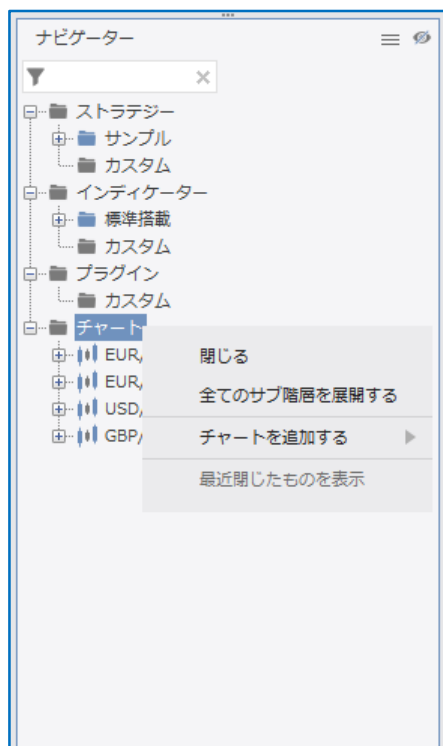 ナビゲーター
ストラテジー
サンプル
カスタム
インディケーター
標準搭載
カスタム
プラグイン
カスタム
チャート
EUR/
閉じる
EUR/
全てのサブ階層を展開する
USD/
GBP/
チャートを追加する
最近閉じたものを表示